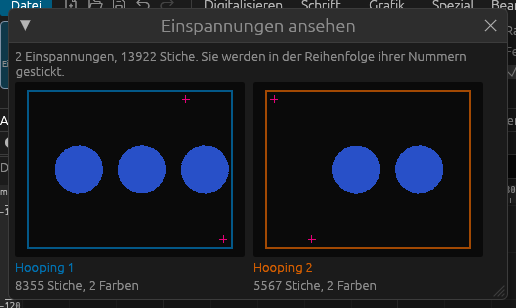 Datei
Digitalisieren Schrift Grafik Spezial
Einspannungen ansehen
2 Einspannungen, 13922 Stiche. Sie werden in der Reihenfolge ihrer Nummern
gestickt.
Hooping 1
8355 Stiche, 2 Farben
Hooping 2
5567 Stiche, 2 Farben
-120